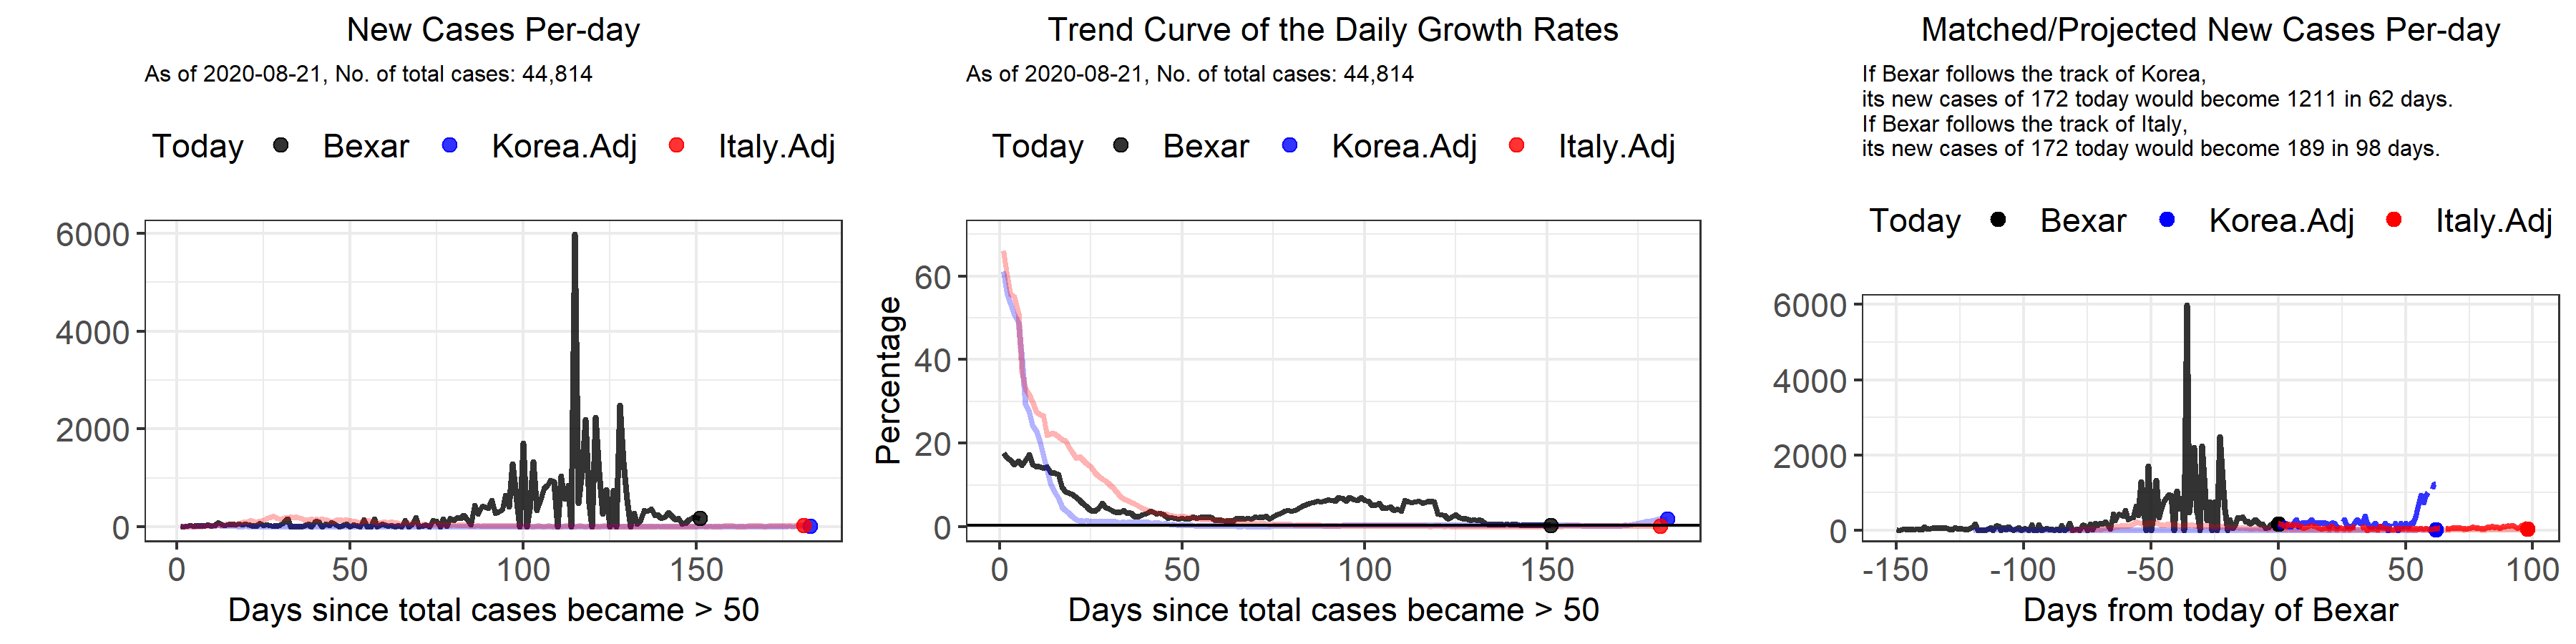 New Cases Per-day
As of 2020-08-21, No. of total cases: 44,814
Today Bexar Korea.Adj Italy.Adj
6000
4000
2000
0
0 50 100 150
Days since total cases became > 50
Trend Curve of the Daily Growth Rates
As of 2020-08-21, No. of total cases: 44,814
Today Bexar Korea.Adj Italy.Adj
Percentage
60
40
20
0
0 50 100 150
Days since total cases became > 50
Matched/Projected New Cases Per-day
If Bexar follows the track of Korea,
its new cases of 172 today would become 1211 in 62 days.
If Bexar follows the track of Italy,
its new cases of 172 today would become 189 in 98 days.
Today Bexar Korea.Adj Italy.Adj
6000
4000
2000
0
-150 -100 -50 0 50 100
Days from today of Bexar